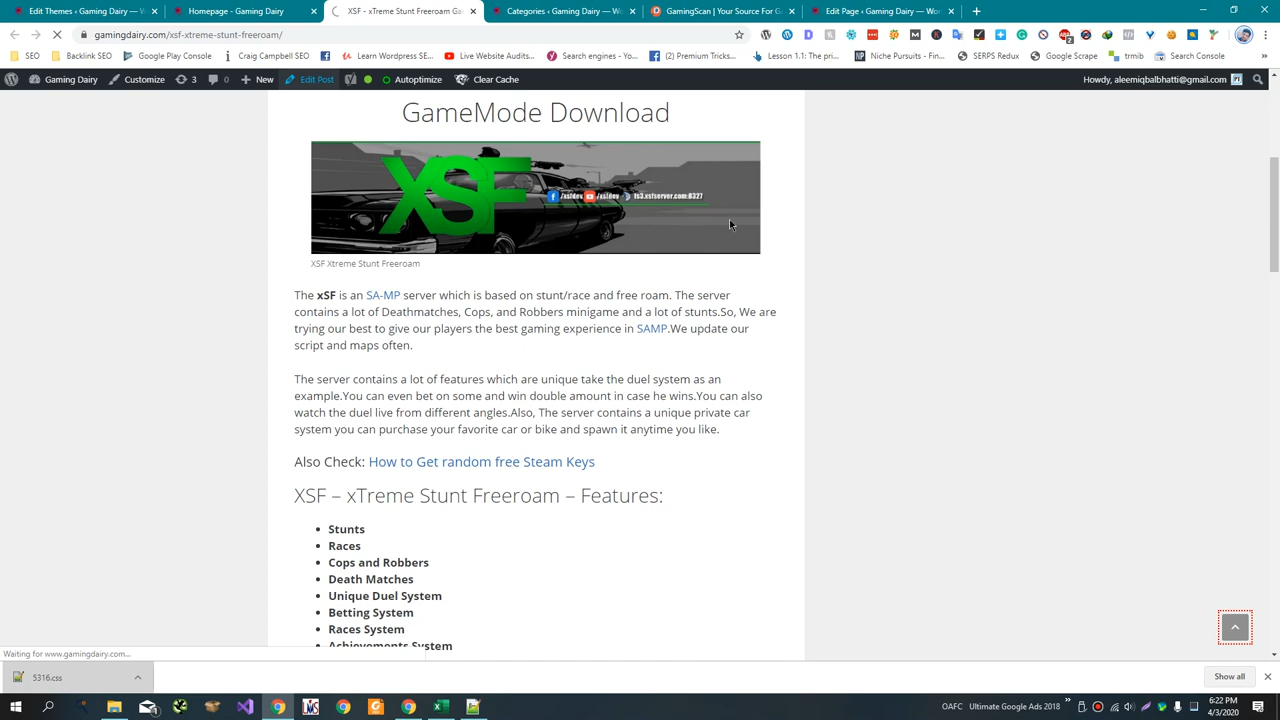 Edit Themes ‹ Gaming Dairy — W
Homepage - Gaming Dairy
XSF - xTreme Stunt Freeroam Ga
Categories ‹ Gaming Dairy — Wo
GamingScan | Your Source For G
Edit Page ‹ Gaming Dairy — Wor
gamingdairy.com/xsf-xtreme-stunt-freeroam/
SEO
Backlink SEO
Google Play Console
Craig Campbell SEO
Learn Wordpress SE...
Live Website Audits...
Search engines - Yo...
(2) Premium Tricks...
Lesson 1.1: The pri...
Niche Pursuits - Fin...
SERPS Redux
Google Scrape
trmib
Search Console
Gaming Dairy
Customize
3
0
New
Edit Post
Autoptimize
Clear Cache
Howdy, aleemiqbalbhatti@gmail.com
GameMode Download
XSF
/xsfdev
/xsfdev
ts3.xsfserver.com:8327
XSF Xtreme Stunt Freeroam
The xSF is an SA-MP server which is based on stunt/race and free roam. The server
contains a lot of Deathmatches, Cops, and Robbers minigame and a lot of stunts.So, We are
trying our best to give our players the best gaming experience in SAMP.We update our
script and maps often.
The server contains a lot of features which are unique take the duel system as an
example.You can even bet on some and win double amount in case he wins.You can also
watch the duel live from different angles.Also, The server contains a unique private car
system you can purchase your favorite car or bike and spawn it anytime you like.
Also Check: How to Get random free Steam Keys
XSF – xTreme Stunt Freeroam – Features:
• Stunts
• Races
• Cops and Robbers
• Death Matches
• Unique Duel System
• Betting System
• Races System
• Achievements System
Waiting for www.gamingdairy.com...
5316.css
Show all
OAFC
Ultimate Google Ads 2018
6:22 PM
4/3/2020